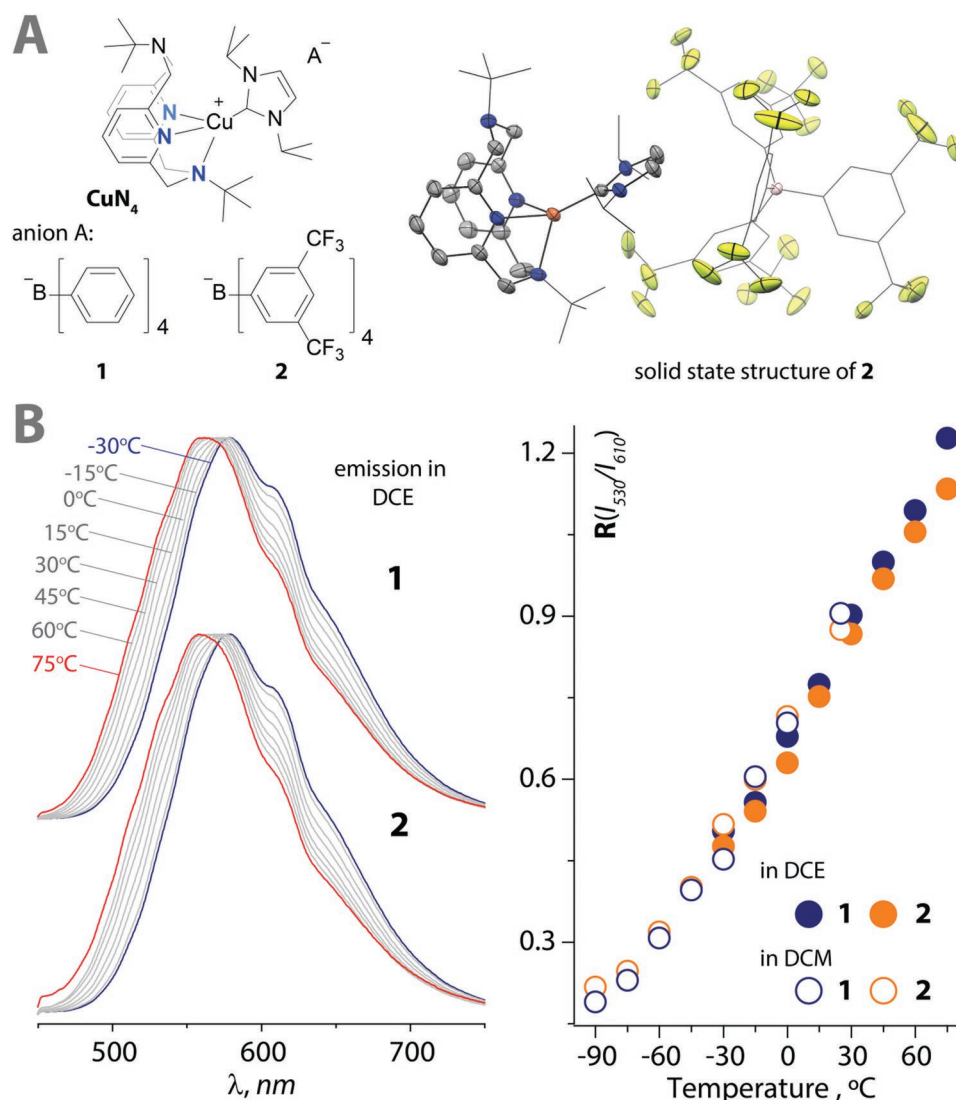 A
N
A⁻
N
N
N
+
Cu
N
N
N
CuN₄
anion A:
⁻B
4
1
CF₃
⁻B
CF₃
4
2
solid state structure of 2
B
-30°C
-15°C
0°C
15°C
30°C
45°C
60°C
75°C
emission in
DCE
1
2
500
600
700
λ, nm
R(I₅₃₀/I₆₁₀)
1.2
0.9
0.6
0.3
in DCE
1
2
in DCM
1
2
-90
-60
-30
0
30
60
Temperature , °C